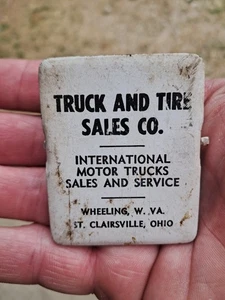 TRUCK AND TIRE
SALES CO.
INTERNATIONAL
MOTOR TRUCKS
SALES AND SERVICE
WHEELING, W. VA.
ST. CLAIRSVILLE, OHIO